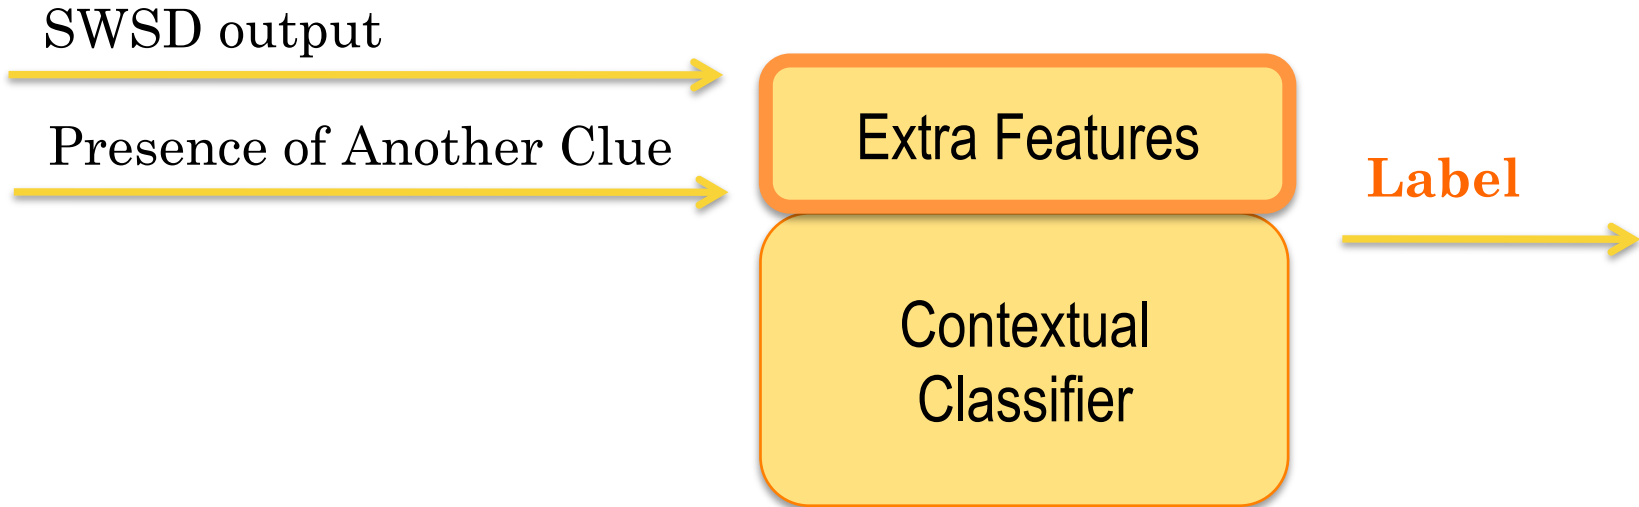 SWSD output
Presence of Another Clue
Extra Features
Label
Contextual
Classifier